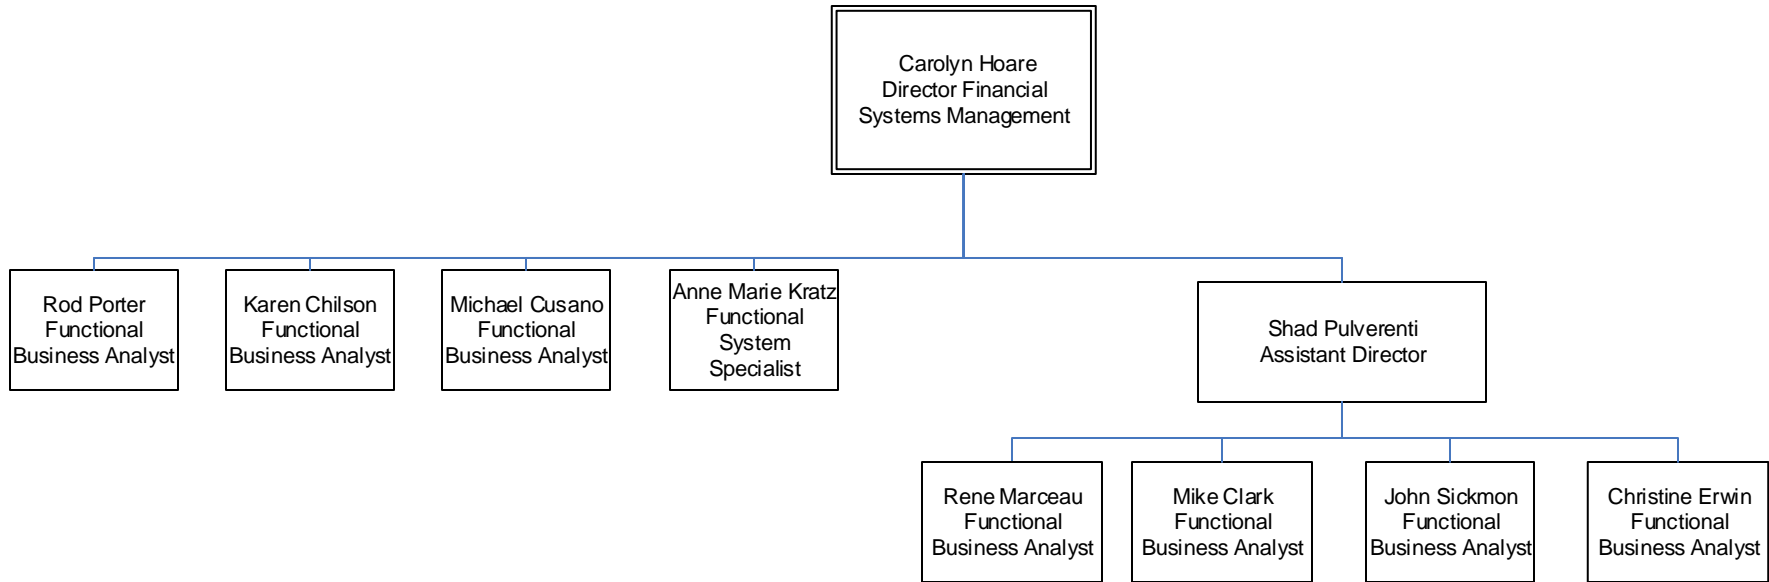 Carolyn Hoare
Director Financial
Systems Management
Rod Porter
Functional
Business Analyst
Karen Chilson
Functional
Business Analyst
Michael Cusano
Functional
Business Analyst
Anne Marie Kratz
Functional
System
Specialist
Shad Pulverenti
Assistant Director
Rene Marceau
Functional
Business Analyst
Mike Clark
Functional
Business Analyst
John Sickmon
Functional
Business Analyst
Christine Erwin
Functional
Business Analyst